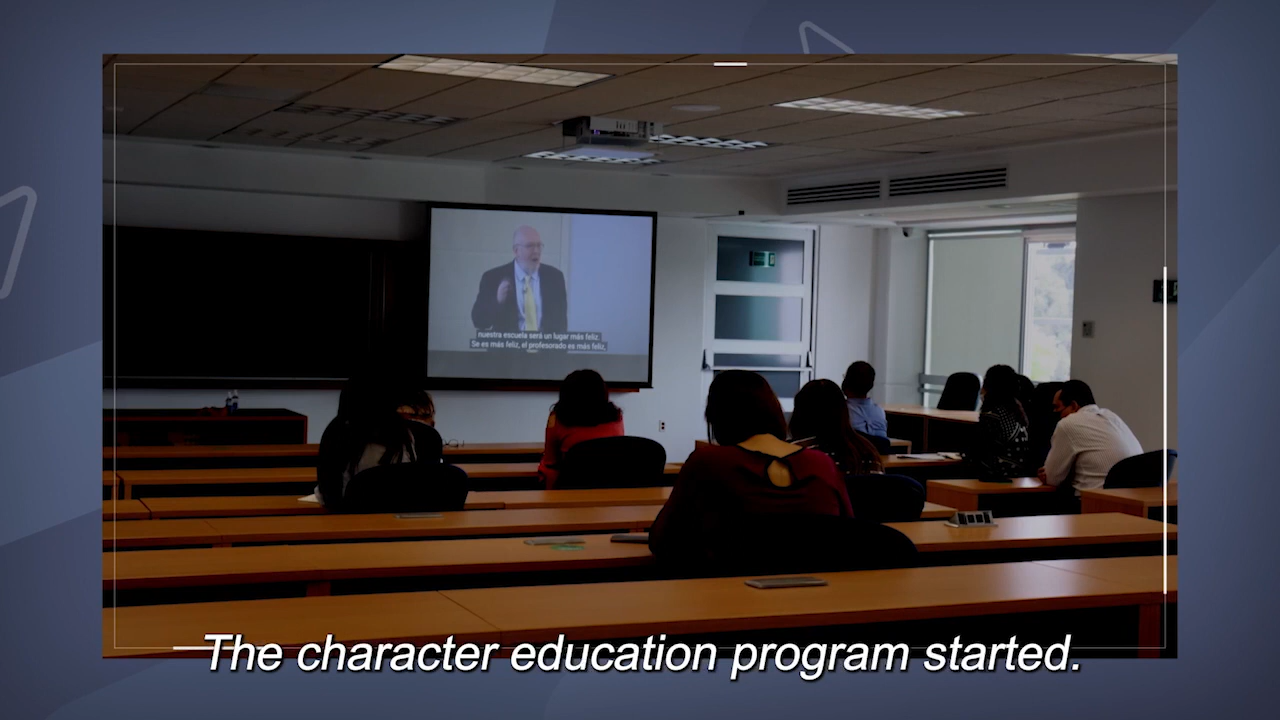 nuestra escuela será un lugar más feliz.
Se es más feliz, el profesorado es más feliz,
The character education program started.